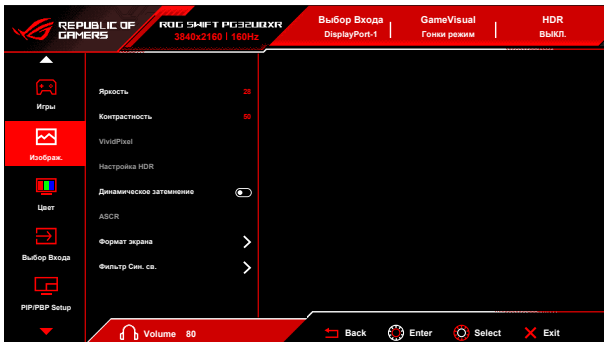 REPUBLIC OF
GAMERS
ROG SWIFT PG32UQXR
3840x2160 | 160Hz
Выбор Входа
DisplayPort-1
GameVisual
Гонки режим
HDR
ВЫКЛ.
Игры
Изображ.
Цвет
Выбор Входа
PIP/PBP Setup
Яркость 25
Контрастность 50
VividPixel
Настройка HDR
Динамическое затемнение
ASCR
Формат экрана
Фильтр Син. св.
Volume 80
Back
Enter
Select
Exit